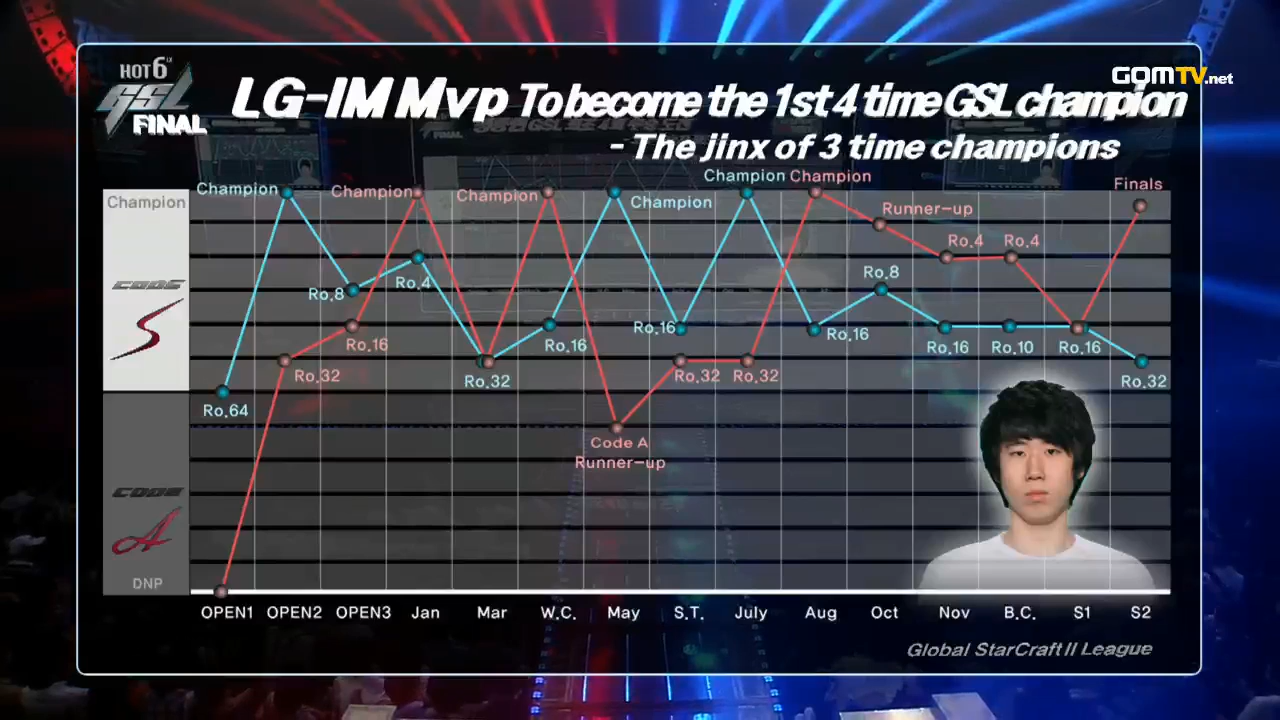 HOT6ix
GSL
FINAL
GOMTV.net
LG-IM Mvp To become the 1st 4 time GSL champion
- The jinx of 3 time champions
Champion
Champion
Champion
Champion
Champion
Champion
Champion
Finals
Runner-up
Ro.4
Ro.4
Ro.8
Ro.4
Ro.8
Ro.16
Ro.16
Ro.16
Ro.16
Ro.16
Ro.10
Ro.16
Ro.32
Ro.32
Ro.32
Ro.32
Ro.32
Ro.64
Code A
Runner-up
CODE
S
CODE
A
DNP
OPEN1 OPEN2 OPEN3 Jan Mar W.C. May S.T. July Aug Oct Nov B.C. S1 S2
Global StarCraft II League